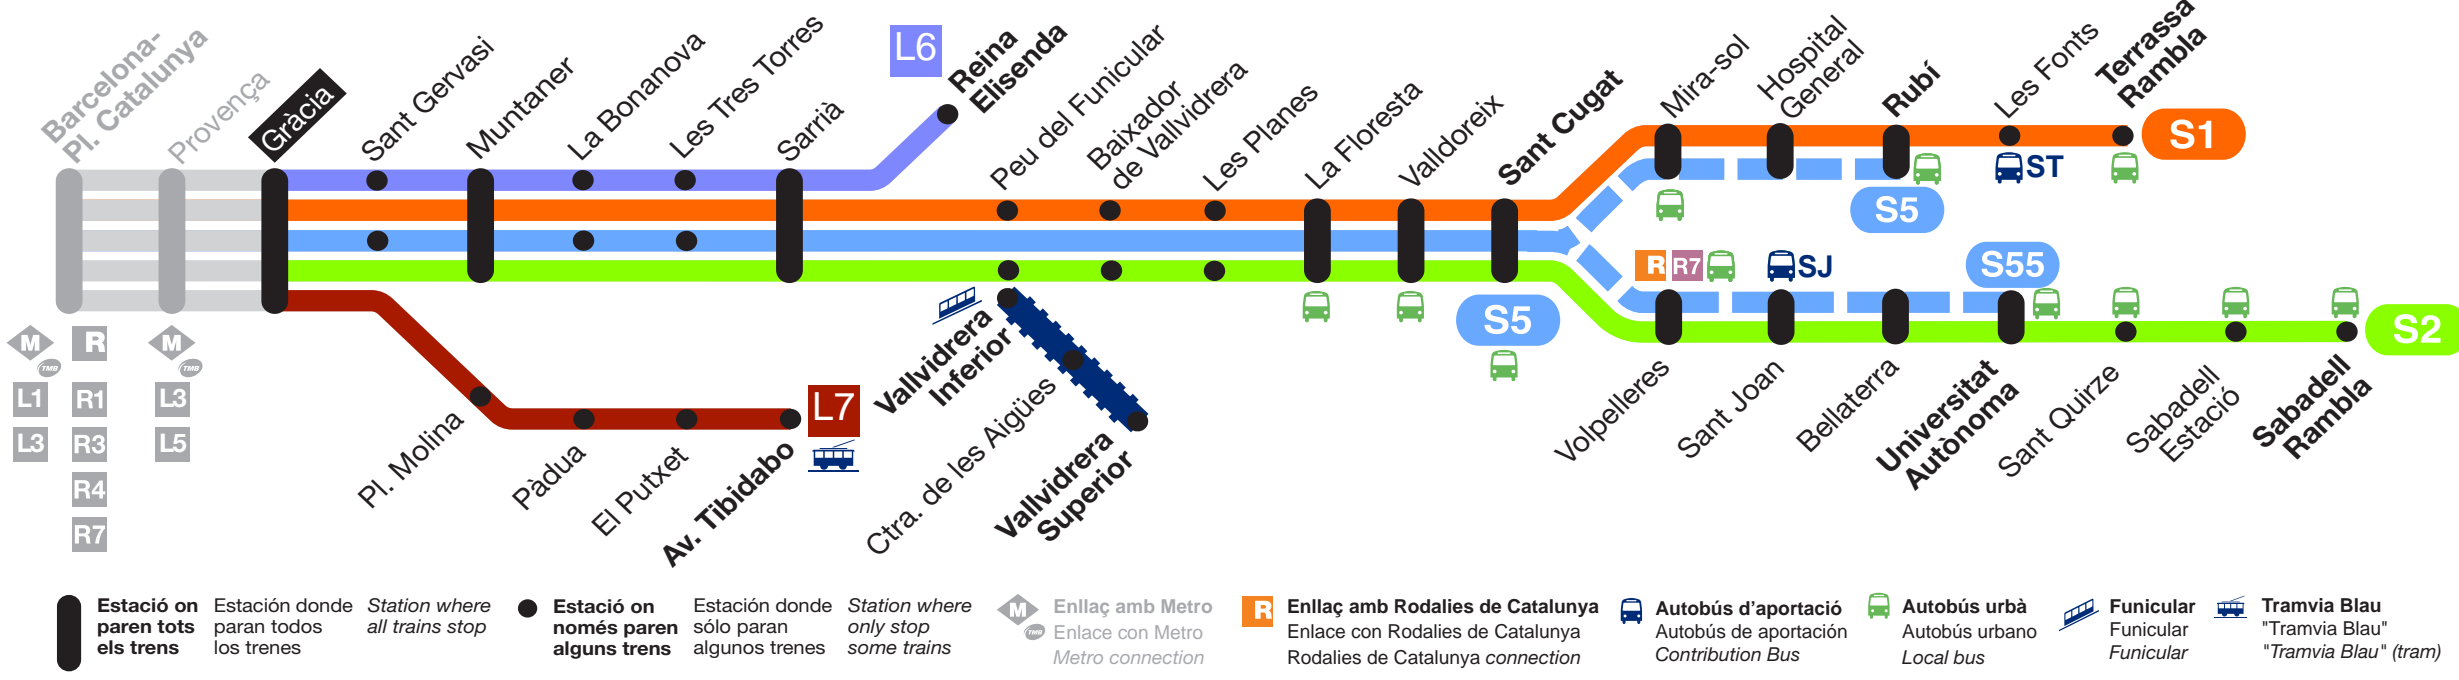 Barcelona-
Pl. Catalunya
Provença
Gràcia
Sant Gervasi
Muntaner
La Bonanova
Les Tres Torres
Sarrià
L6
Reina
Elisenda
Peu del Funicular
Baixador
de Vallvidrera
Les Planes
La Floresta
Valldoreix
Sant Cugat
Mira-sol
Hospital
General
Rubí
Les Fonts
Terrassa
Rambla
S1
ST
S5
R
R7
SJ
S55
S5
S2
M
TMB
R
M
TMB
L1
R1
L3
L3
R3
L5
R4
R7
Pl. Molina
Pàdua
El Putxet
Av. Tibidabo
L7
Vallvidrera
Inferior
Ctra. de les Aigües
Vallvidrera
Superior
Volpelleres
Sant Joan
Bellaterra
Universitat
Autònoma
Sant Quirze
Sabadell
Estació
Sabadell
Rambla
Estació on
paren tots
els trens
Estación donde
paran todos
los trenes
Station where
all trains stop
Estació on
només paren
alguns trens
Estación donde
sólo paran
algunos trenes
Station where
only stop
some trains
M
TMB
Enllaç amb Metro
Enlace con Metro
Metro connection
R
Enllaç amb Rodalies de Catalunya
Enlace con Rodalies de Catalunya
Rodalies de Catalunya connection
Autobús d'aportació
Autobús de aportación
Contribution Bus
Autobús urbà
Autobús urbano
Local bus
Funicular
Funicular
Funicular
Tramvia Blau
"Tramvia Blau"
"Tramvia Blau" (tram)